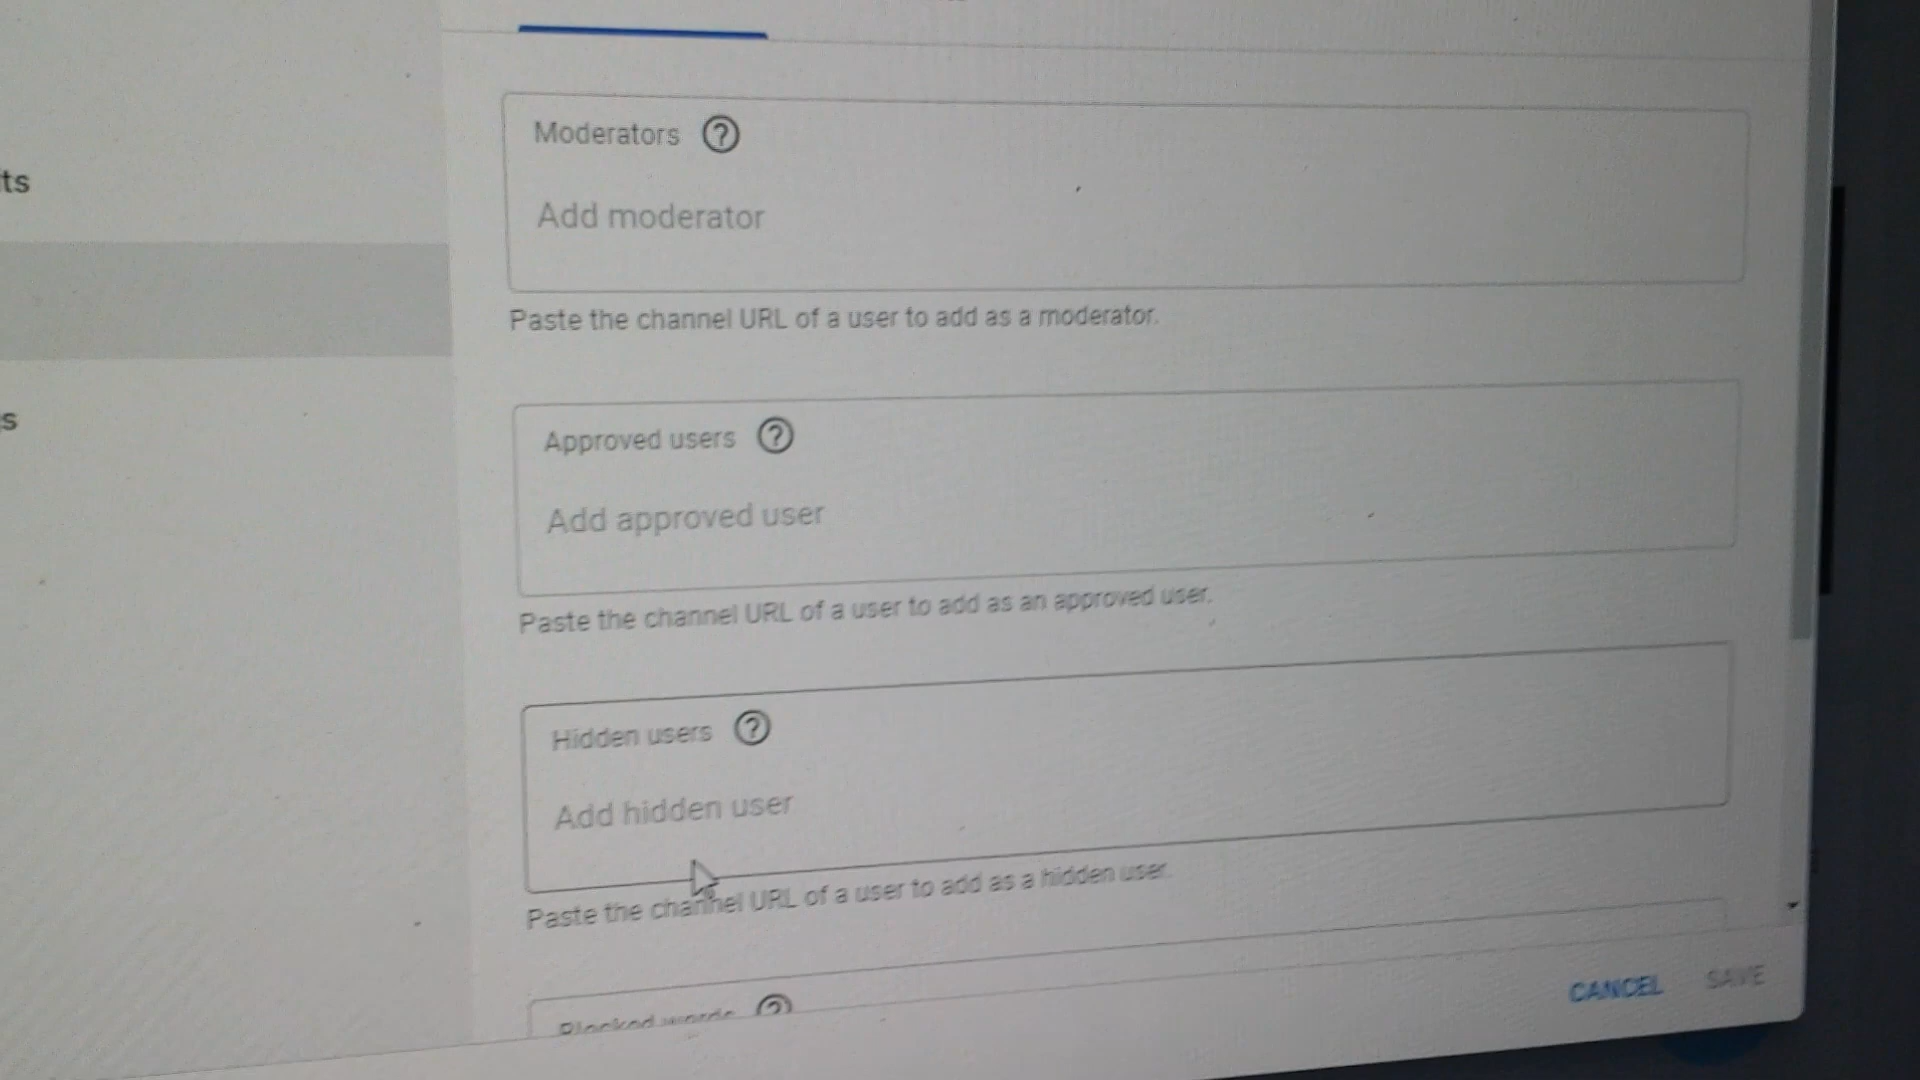 ts
s
Moderators
Add moderator
Paste the channel URL of a user to add as a moderator.
Approved users
Add approved user
Paste the channel URL of a user to add as an approved user.
Hidden users
Add hidden user
Paste the channel URL of a user to add as a hidden user.
Blocked words
CANCEL SAVE